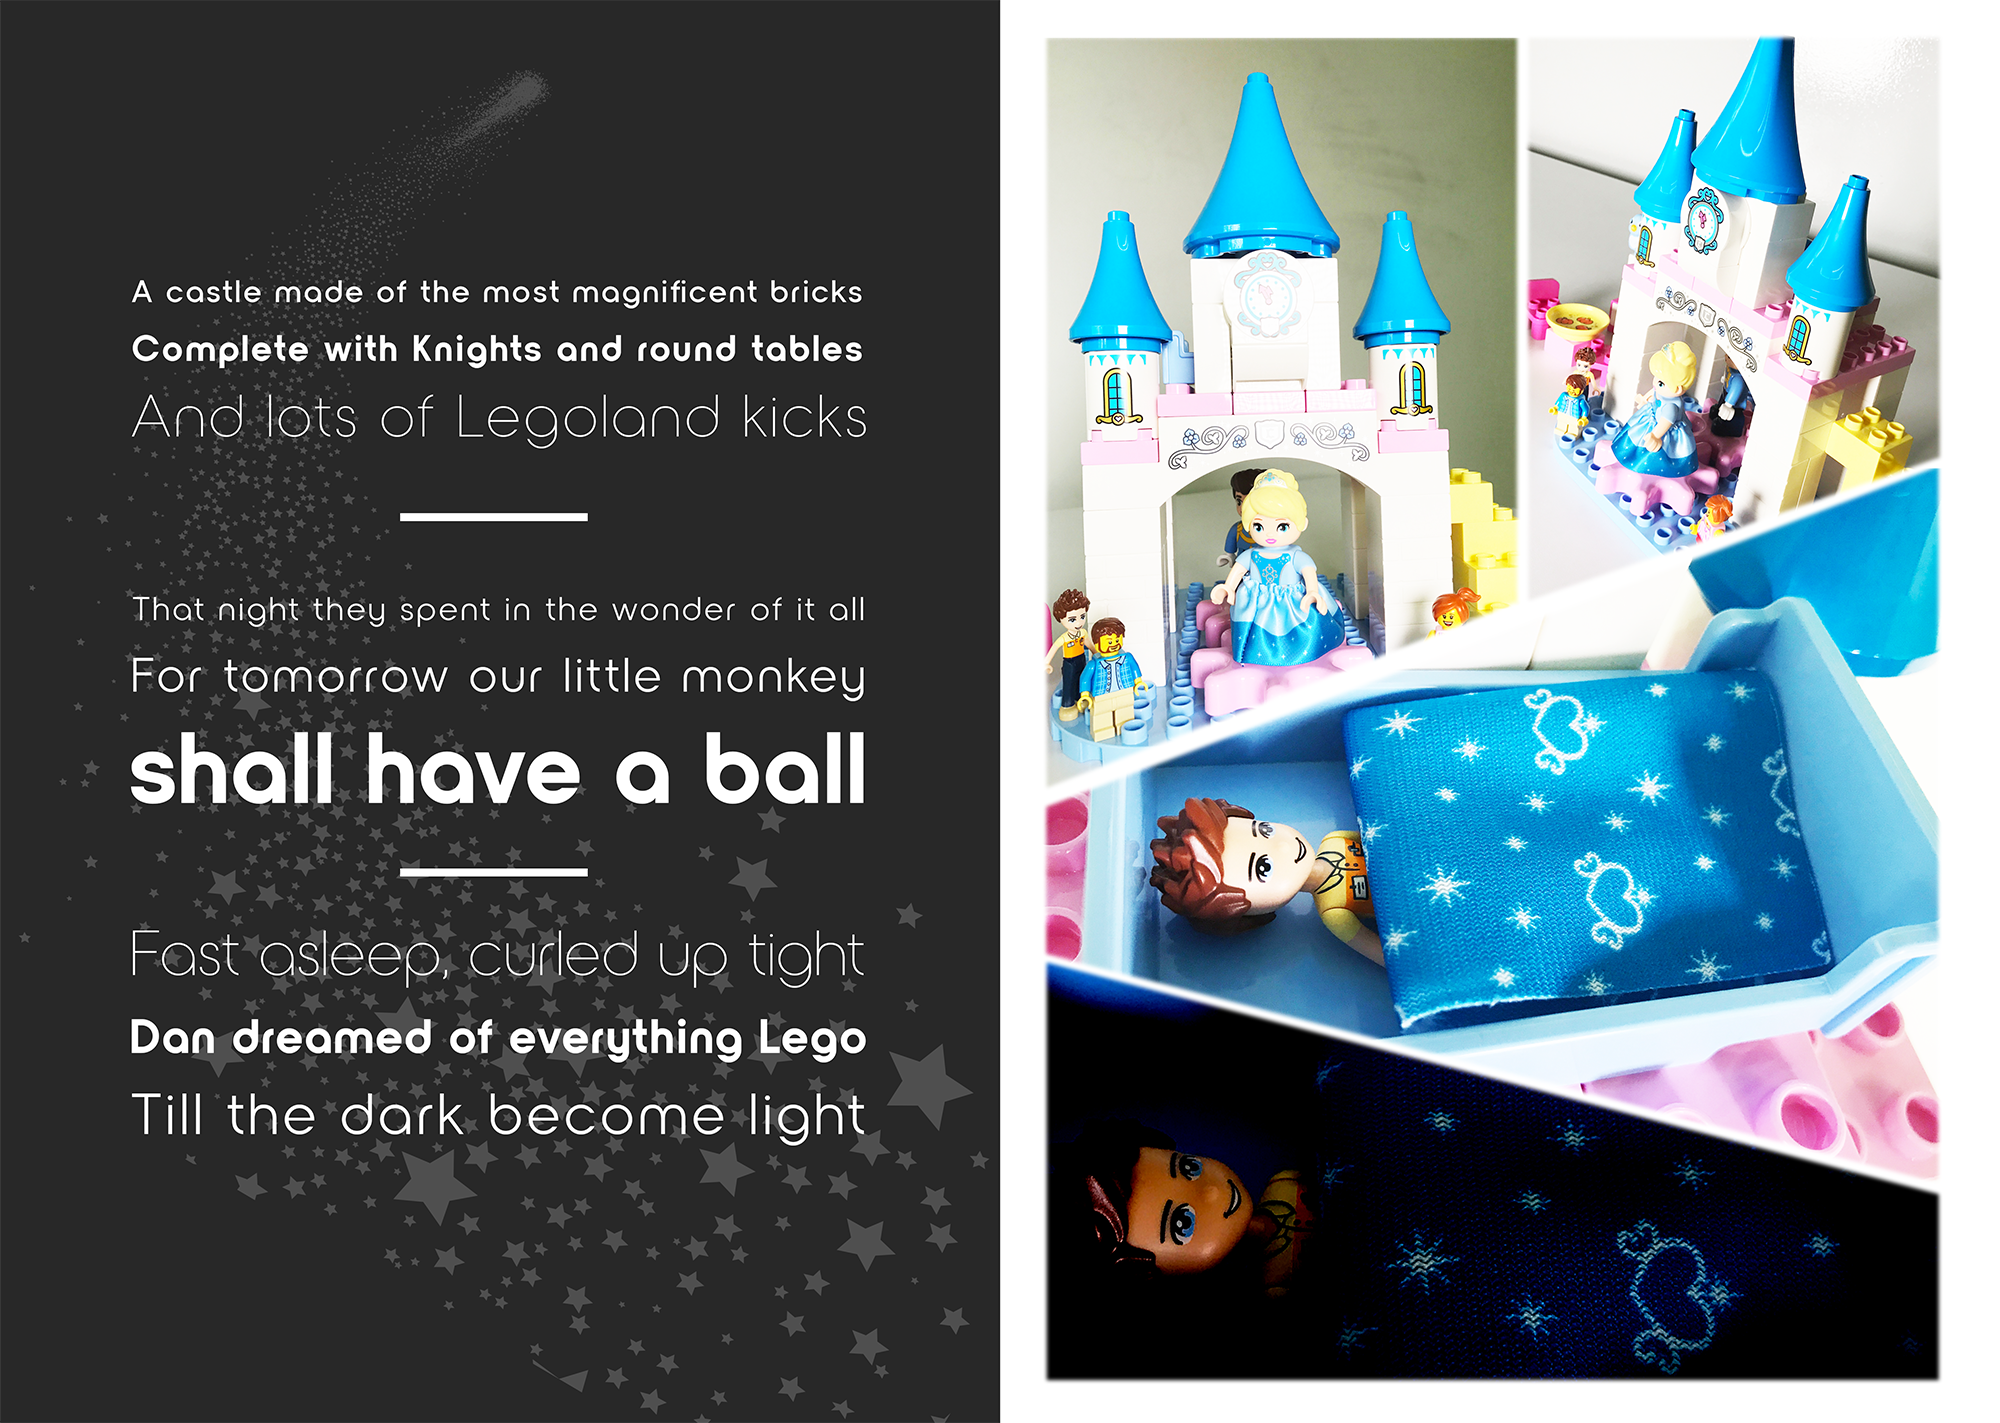 A castle made of the most magnificent bricks
Complete with Knights and round tables
And lots of Legoland kicks
That night they spent in the wonder of it all
For tomorrow our little monkey
shall have a ball
Fast asleep, curled up tight
Dan dreamed of everything Lego
Till the dark become light